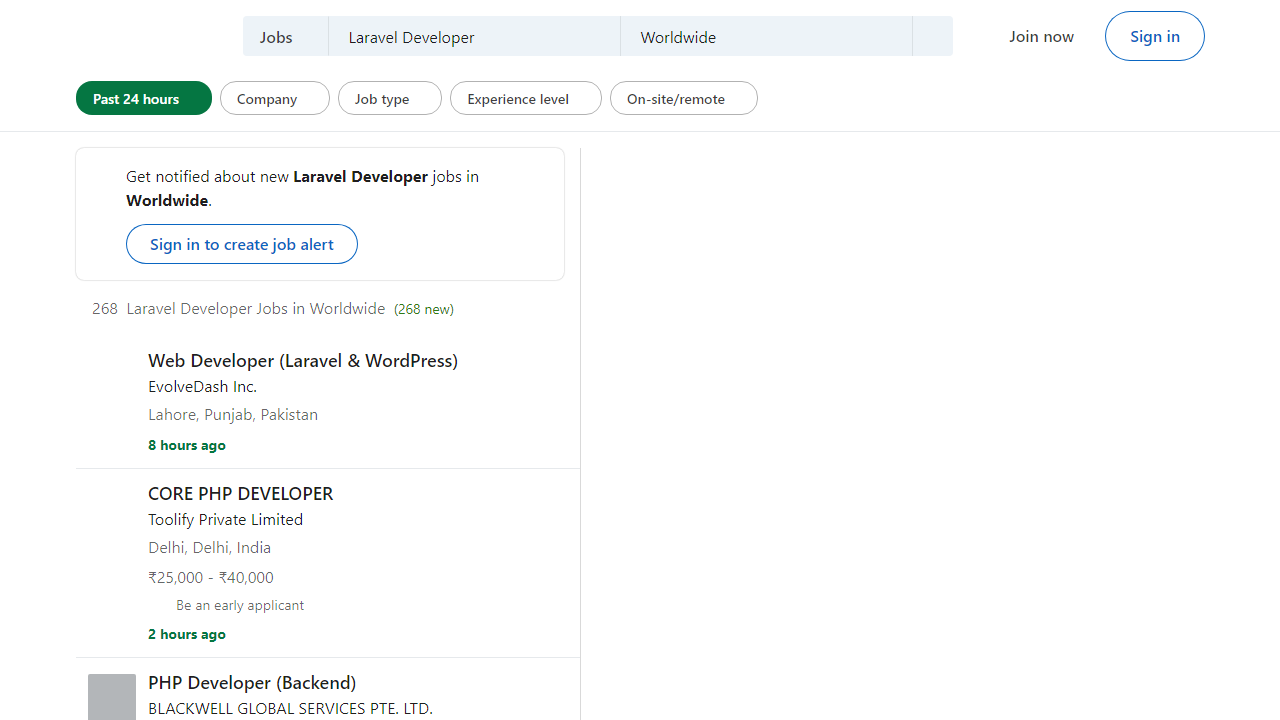 Jobs
Laravel Developer
Worldwide
Join now
Sign in
Past 24 hours
Company
Job type
Experience level
On-site/remote
Get notified about new Laravel Developer jobs in
Worldwide.
Sign in to create job alert
268 Laravel Developer Jobs in Worldwide (268 new)
Web Developer (Laravel & WordPress)
EvolveDash Inc.
Lahore, Punjab, Pakistan
8 hours ago
CORE PHP DEVELOPER
Toolify Private Limited
Delhi, Delhi, India
₹25,000 - ₹40,000
Be an early applicant
2 hours ago
PHP Developer (Backend)
BLACKWELL GLOBAL SERVICES PTE. LTD.